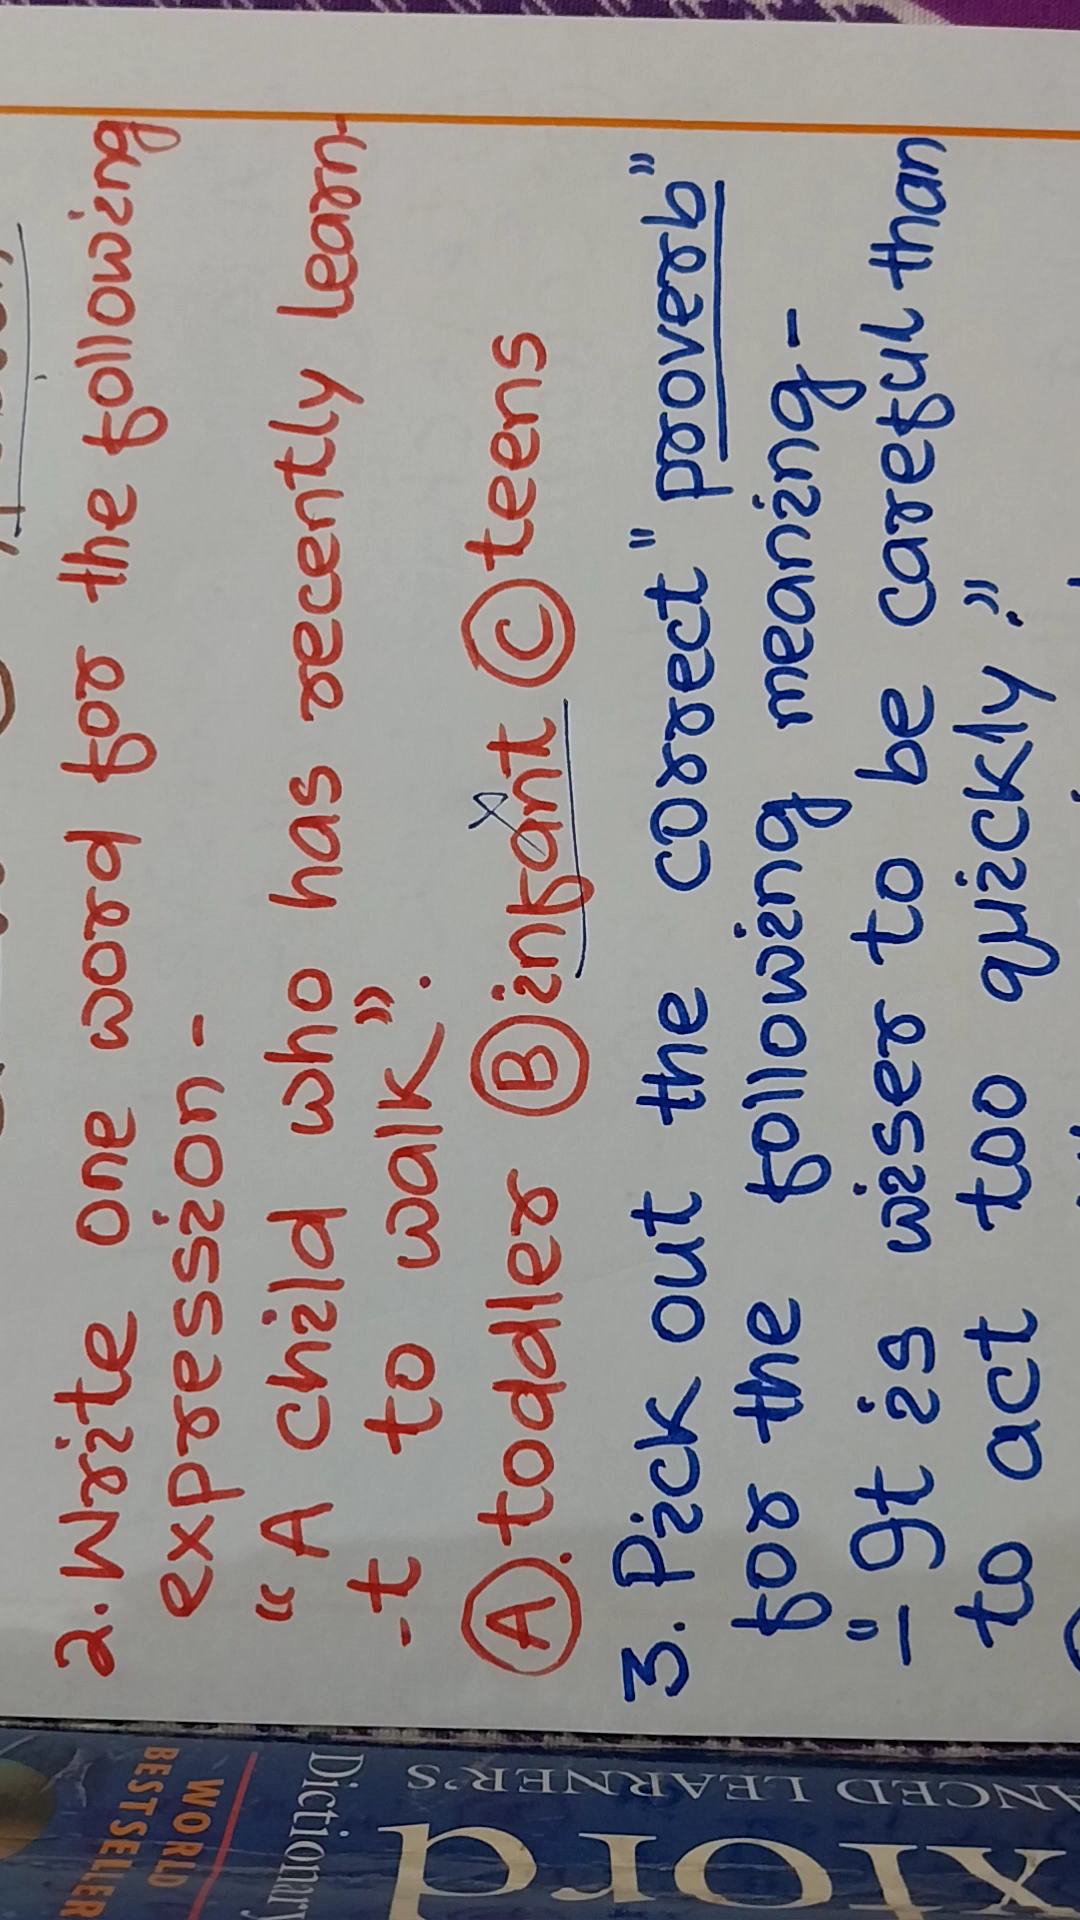 2. Write one word for the following
expression -
"A child who has recently learn-
-t to walk".
(A) toddler (B) infant (C) teens
3. Pick out the correct "proverb"
for the following meaning -
- "It is wiser to be careful than
to act too quickly."
WORLD
BESTSELLER
Dictionary
ANCED LEARNER'S
xford